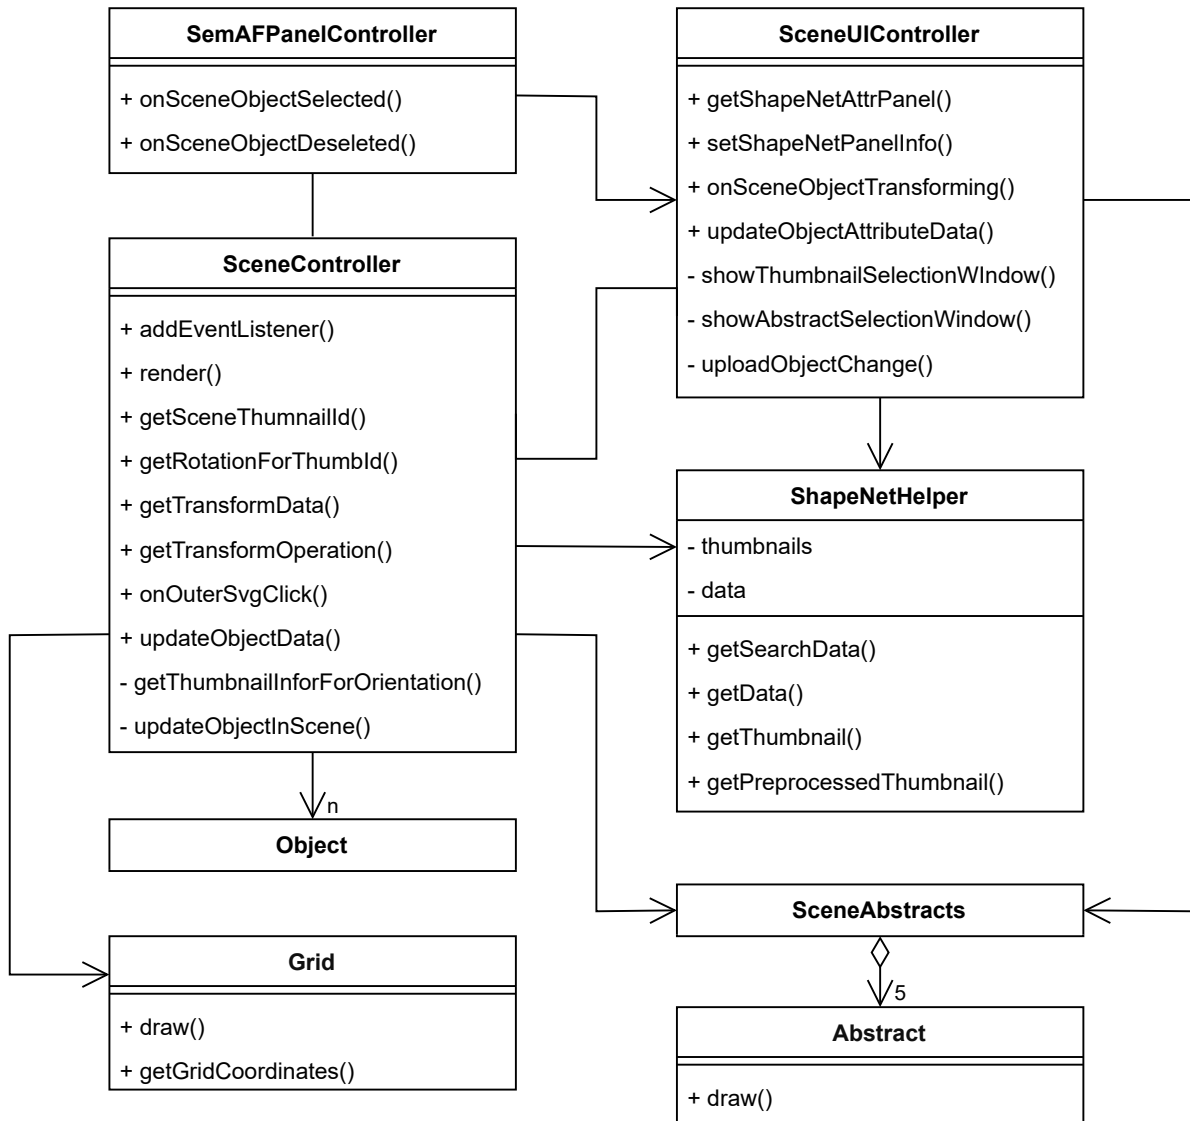 SemAFPanelController
+ onSceneObjectSelected()
+ onSceneObjectDeseleted()
SceneUIController
+ getShapeNetAttrPanel()
+ setShapeNetPanelInfo()
+ onSceneObjectTransforming()
+ updateObjectAttributeData()
- showThumbnailSelectionWIndow()
- showAbstractSelectionWindow()
- uploadObjectChange()
SceneController
+ addEventListener()
+ render()
+ getSceneThumnailId()
+ getRotationForThumbId()
+ getTransformData()
+ getTransformOperation()
+ onOuterSvgClick()
+ updateObjectData()
- getThumbnailInforForOrientation()
- updateObjectInScene()
ShapeNetHelper
- thumbnails
- data
+ getSearchData()
+ getData()
+ getThumbnail()
+ getPreprocessedThumbnail()
n
Object
SceneAbstracts
Grid
+ draw()
+ getGridCoordinates()
5
Abstract
+ draw()